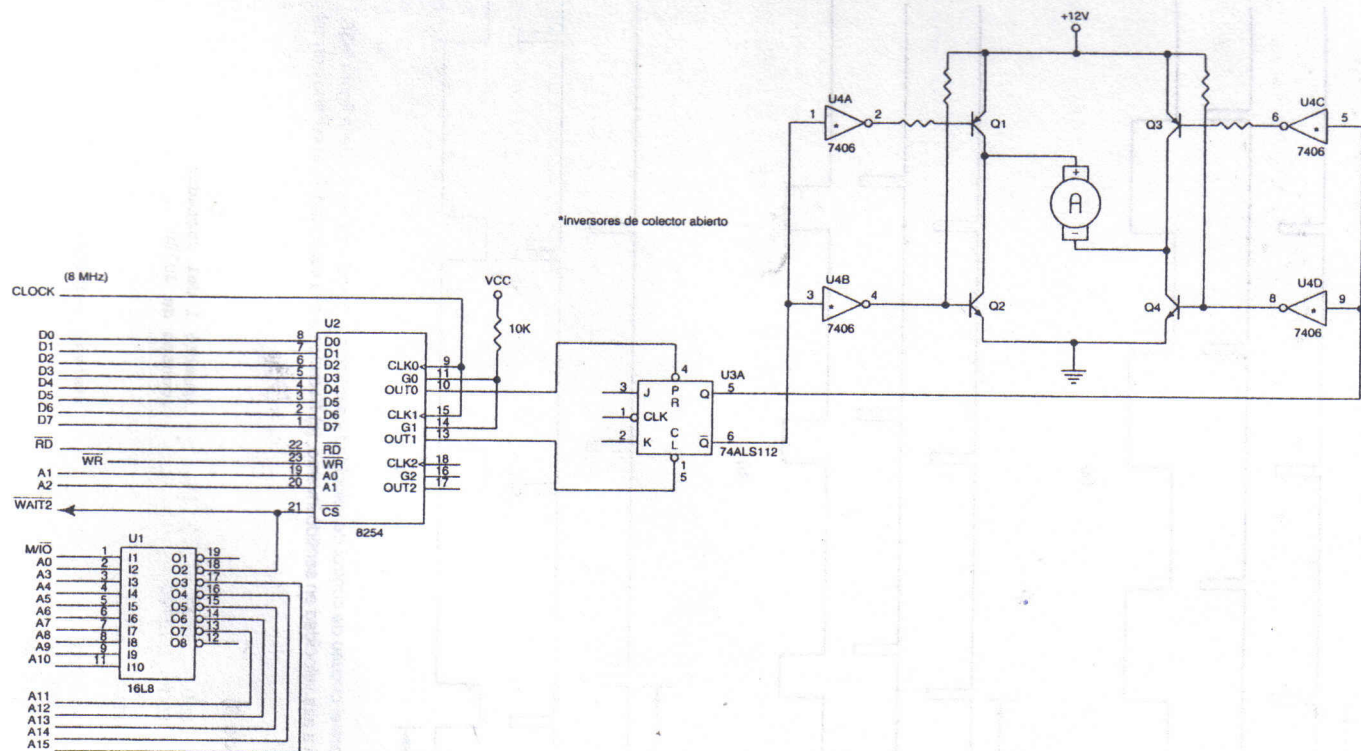 +12V
U4A
1
2
*
7406
Q1
Q3
U4C
6
5
*
7406
+
A
-
*inversores de colector abierto
U4B
3
4
*
7406
Q2
Q4
U4D
8
9
*
7406
(8 MHz)
CLOCK
VCC
10K
U2
D0 8 D0
D1 7 D1
D2 6 D2
D3 5 D3
D4 4 D4
D5 3 D5
D6 2 D6
D7 1 D7
RD 22 RD
WR 23 WR
A1 19 A0
A2 20 A1
WAIT2 21 CS
CLK0 9
G0 11
OUT0 10
CLK1 15
G1 14
OUT1 13
CLK2 18
G2 16
OUT2 17
8254
U3A
4
3 J
P
R
Q 5
1 CLK
2 K
C
L
Q 6
74ALS112
1
5
U1
M/IO 1 I1
A0 2 I2
A3 3 I3
A4 4 I4
A5 5 I5
A6 6 I6
A7 7 I7
A8 8 I8
A9 9 I9
A10 11 I10
O1 19
O2 18
O3 17
O4 16
O5 15
O6 14
O7 13
O8 12
16L8
A11
A12
A13
A14
A15